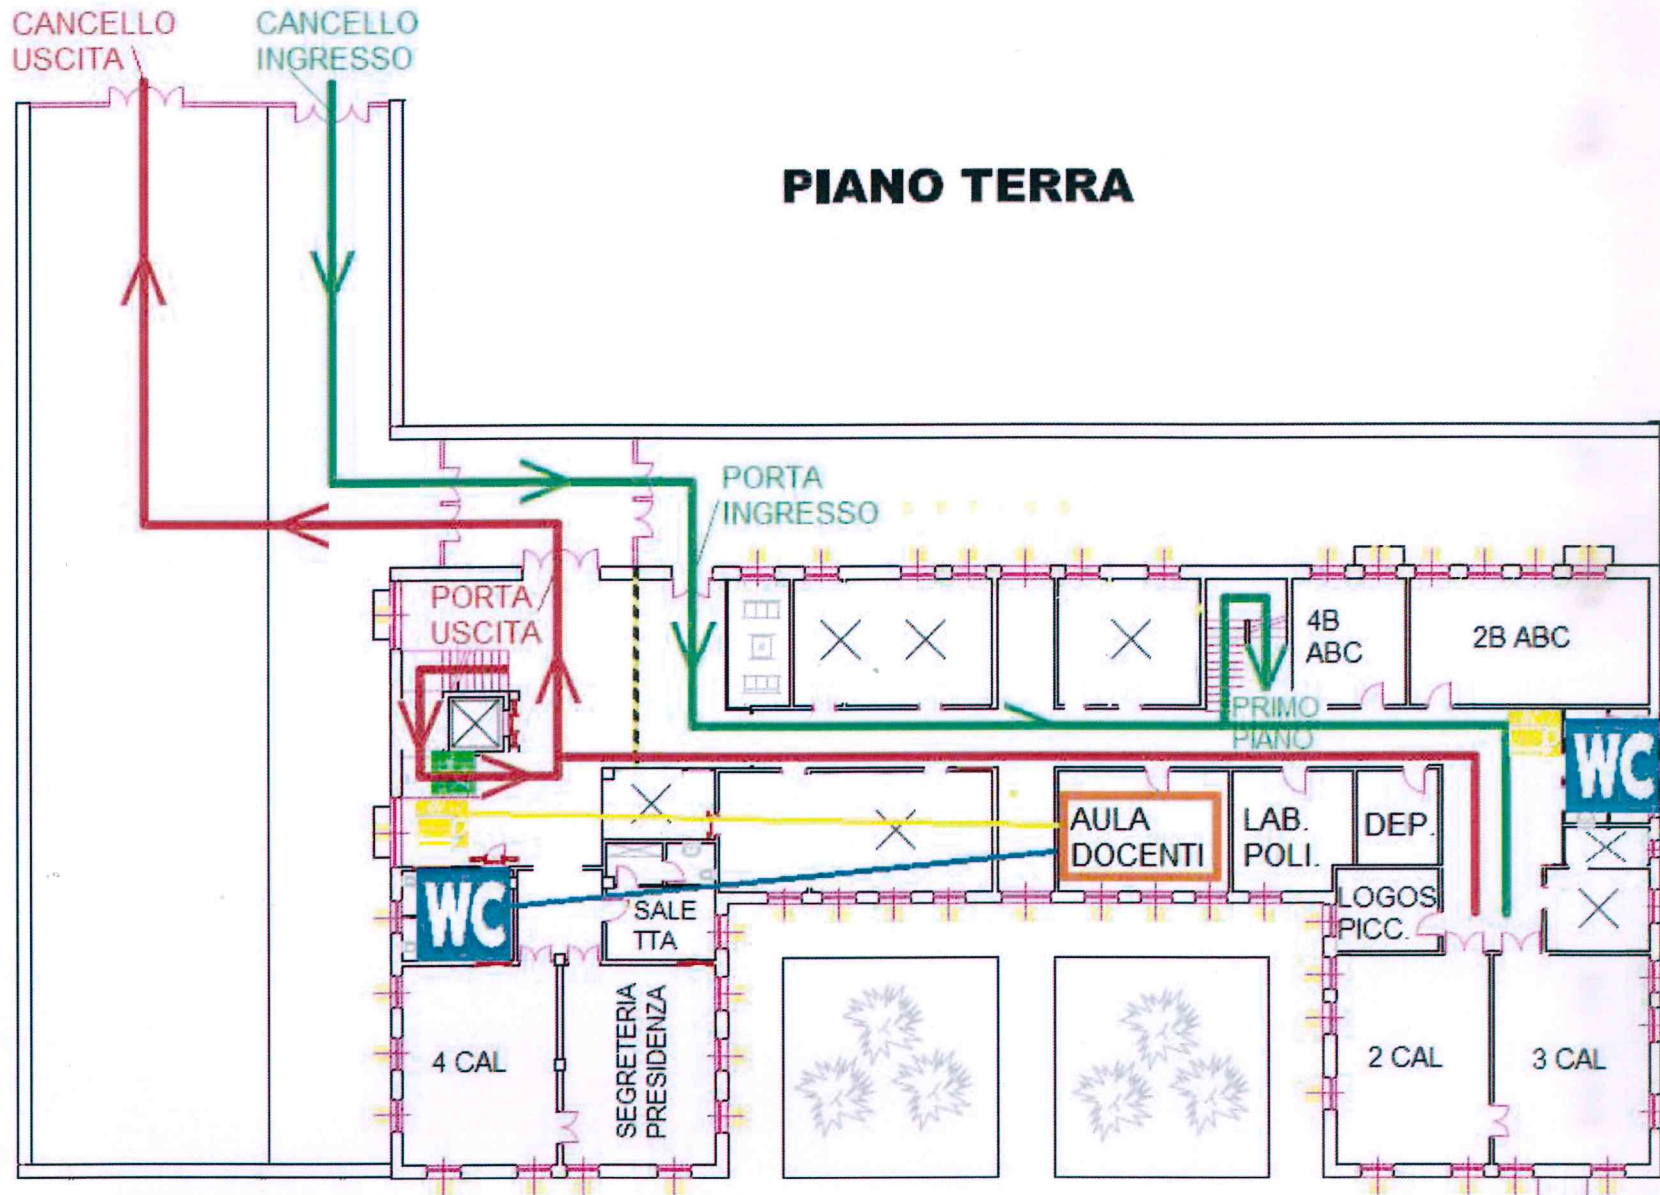 CANCELLO
USCITA
CANCELLO
INGRESSO
PIANO TERRA
PORTA
INGRESSO
PORTA
USCITA
4B
ABC
2B ABC
PRIMO
PIANO
WC
AULA
DOCENTI
LAB.
POLI.
DEP.
LOGOS
PICC.
WC
SALE
TTA
4 CAL
SEGRETERIA
PRESIDENZA
2 CAL
3 CAL